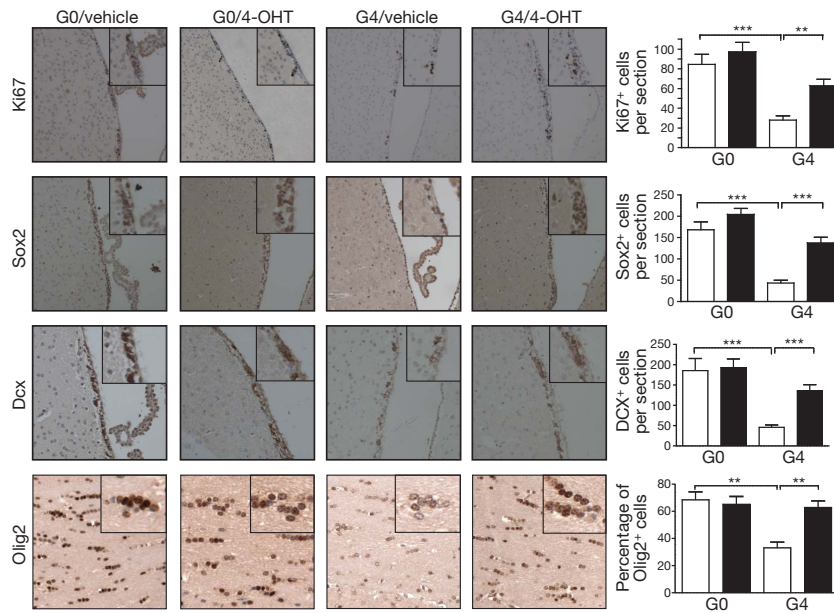 G0/vehicle G0/4-OHT G4/vehicle G4/4-OHT
Ki67
Ki67+ cells
per section
100
80
60
50
40
30
20
10
0
*** **
G0 G4
Sox2
Sox2+ cells
per section
250
200
150
100
50
0
*** ***
G0 G4
Dcx
DCX+ cells
per section
250
200
150
100
50
0
*** ***
G0 G4
Olig2
Percentage of
Olig2+ cells
80
60
40
20
0
** **
G0 G4